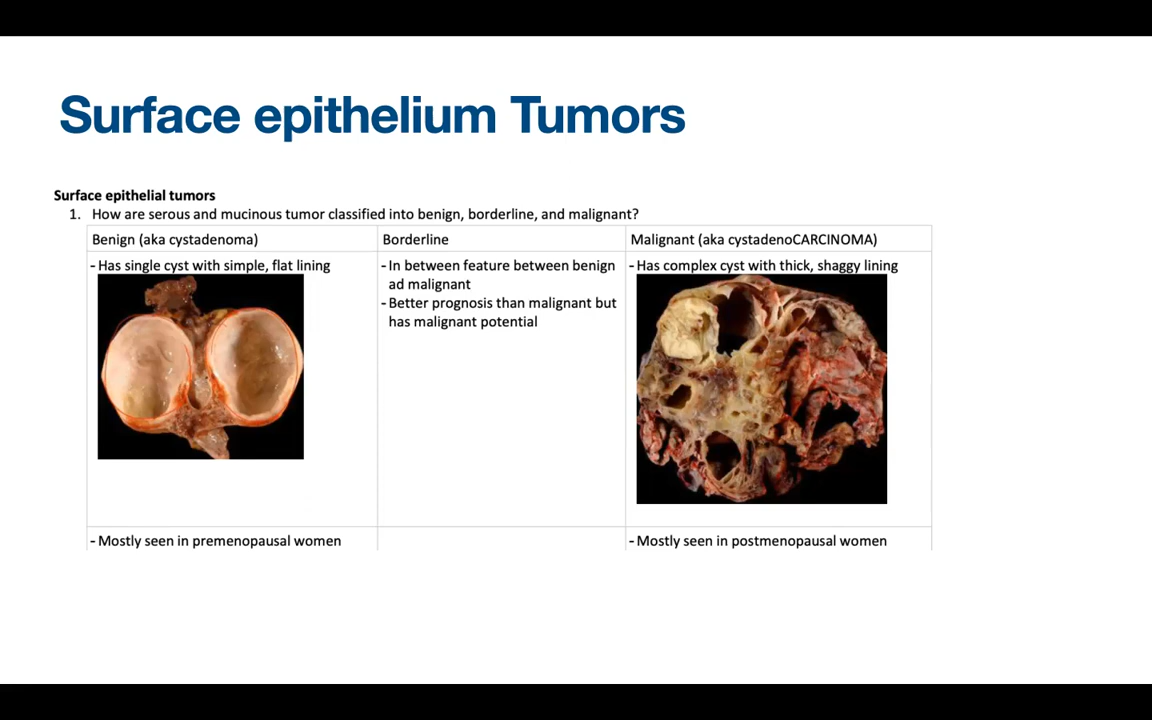 Surface epithelium Tumors
Surface epithelial tumors
1. How are serous and mucinous tumor classified into benign, borderline, and malignant?
Benign (aka cystadenoma)
Borderline
Malignant (aka cystadenoCARCINOMA)
- Has single cyst with simple, flat lining
- In between feature between benign
ad malignant
- Better prognosis than malignant but
has malignant potential
- Has complex cyst with thick, shaggy lining
- Mostly seen in premenopausal women
- Mostly seen in postmenopausal women